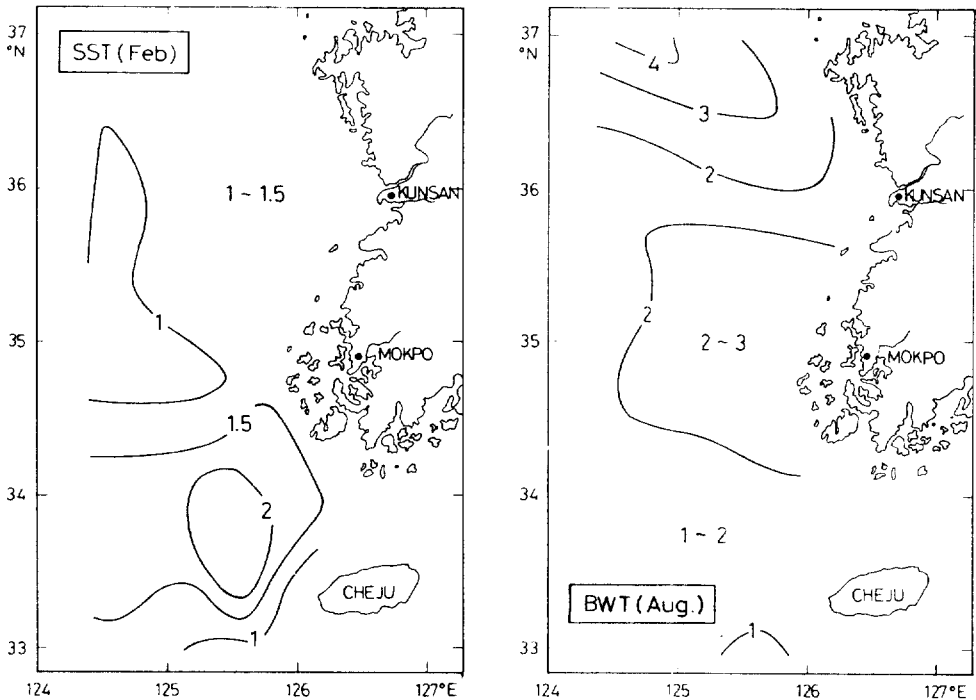 37
°N
36
35
34
33
SST (Feb)
1 ~ 1.5
KUNSAN
1
MOKPO
1.5
2
CHEJU
1
124
125
126
127°E
37
°N
36
35
34
33
4
3
2
KUNSAN
2
2 ~ 3
MOKPO
1 ~ 2
BWT (Aug.)
CHEJU
1
124
125
126
127°E